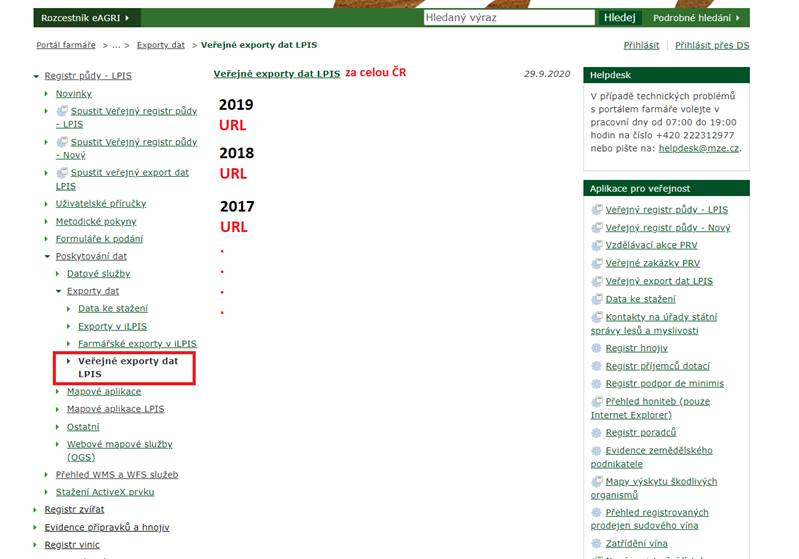 Rozcestník eAGRI
Hledaný výraz
Hledej
Podrobné hledání
Portál farmáře > ... > Exporty dat > Veřejné exporty dat LPIS
Přihlásit
Přihlásit přes DS
Registr půdy - LPIS
Novinky
Spustit Veřejný registr půdy
- LPIS
Spustit Veřejný registr půdy
- Nový
Spustit veřejný export dat
LPIS
Uživatelské příručky
Metodické pokyny
Formuláře k podání
Poskytování dat
Datové služby
Exporty dat
Data ke stažení
Exporty v iLPIS
Farmářské exporty v iLPIS
Veřejné exporty dat
LPIS
Mapové aplikace
Mapové aplikace LPIS
Ostatní
Webové mapové služby
(OGS)
Přehled WMS a WFS služeb
Stažení ActiveX prvku
Registr zvířat
Evidence přípravků a hnojiv
Registr vinic
Veřejné exporty dat LPIS za celou ČR
29.9.2020
2019
URL
2018
URL
2017
URL
.
.
.
.
Helpdesk
V případě technických problémů
s portálem farmáře volejte v
pracovní dny od 07:00 do 19:00
hodin na číslo +420 222312977
nebo pište na: helpdesk@mze.cz.
Aplikace pro veřejnost
Veřejný registr půdy - LPIS
Veřejný registr půdy - Nový
Vzdělávací akce PRV
Veřejné zakázky PRV
Veřejný export dat LPIS
Data ke stažení
Kontakty na úřady státní
správy lesů a myslivosti
Registr hnojiv
Registr příjemců dotací
Registr podpor de minimis
Přehled honiteb (pouze
Internet Explorer)
Registr poradců
Evidence zemědělského
podnikatele
Mapy výskytu škodlivých
organismů
Přehled registrovaných
prodejen sudového vína
Zatřídění vína